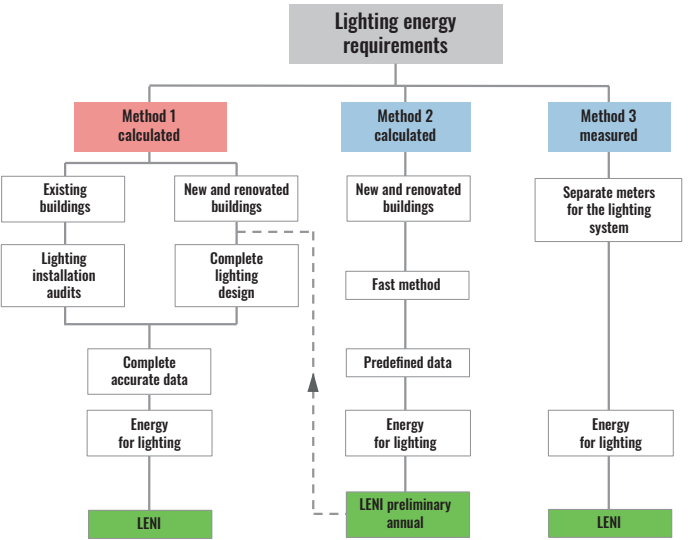 Lighting energy
requirements
Method 1
calculated
Method 2
calculated
Method 3
measured
Existing
buildings
New and renovated
buildings
New and renovated
buildings
Separate meters
for the lighting
system
Lighting
installation
audits
Complete
lighting
design
Fast method
Complete
accurate data
Predefined data
Energy
for lighting
Energy
for lighting
Energy
for lighting
LENI
LENI preliminary
annual
LENI